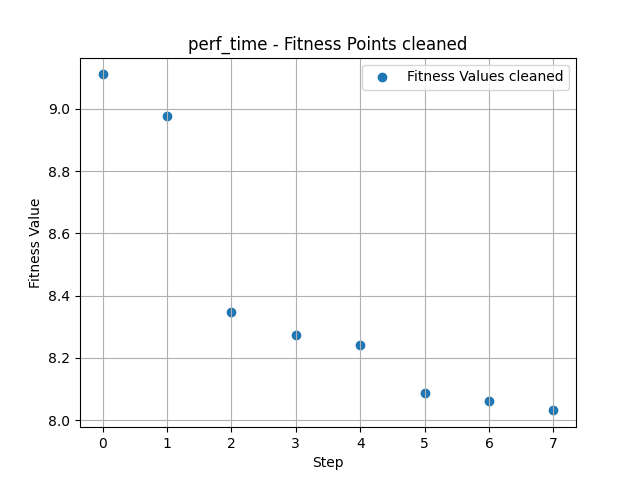 perf_time - Fitness Points cleaned
Fitness Values cleaned
Fitness Value
9.0
8.8
8.6
8.4
8.2
8.0
0 1 2 3 4 5 6 7
Step